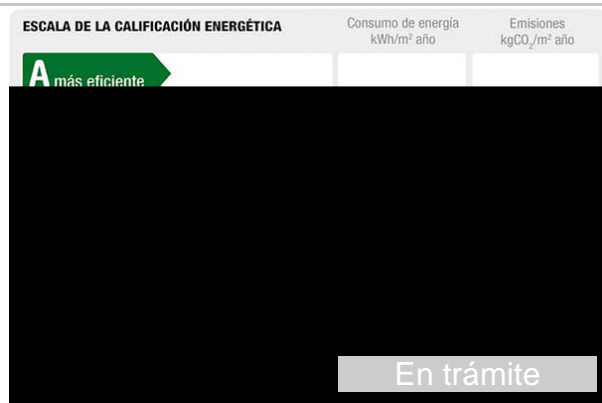 ESCALA DE LA CALIFICACIÓN ENERGÉTICA
Consumo de energía
kWh/m² año
Emisiones
kgCO₂/m² año
A más eficiente
En trámite